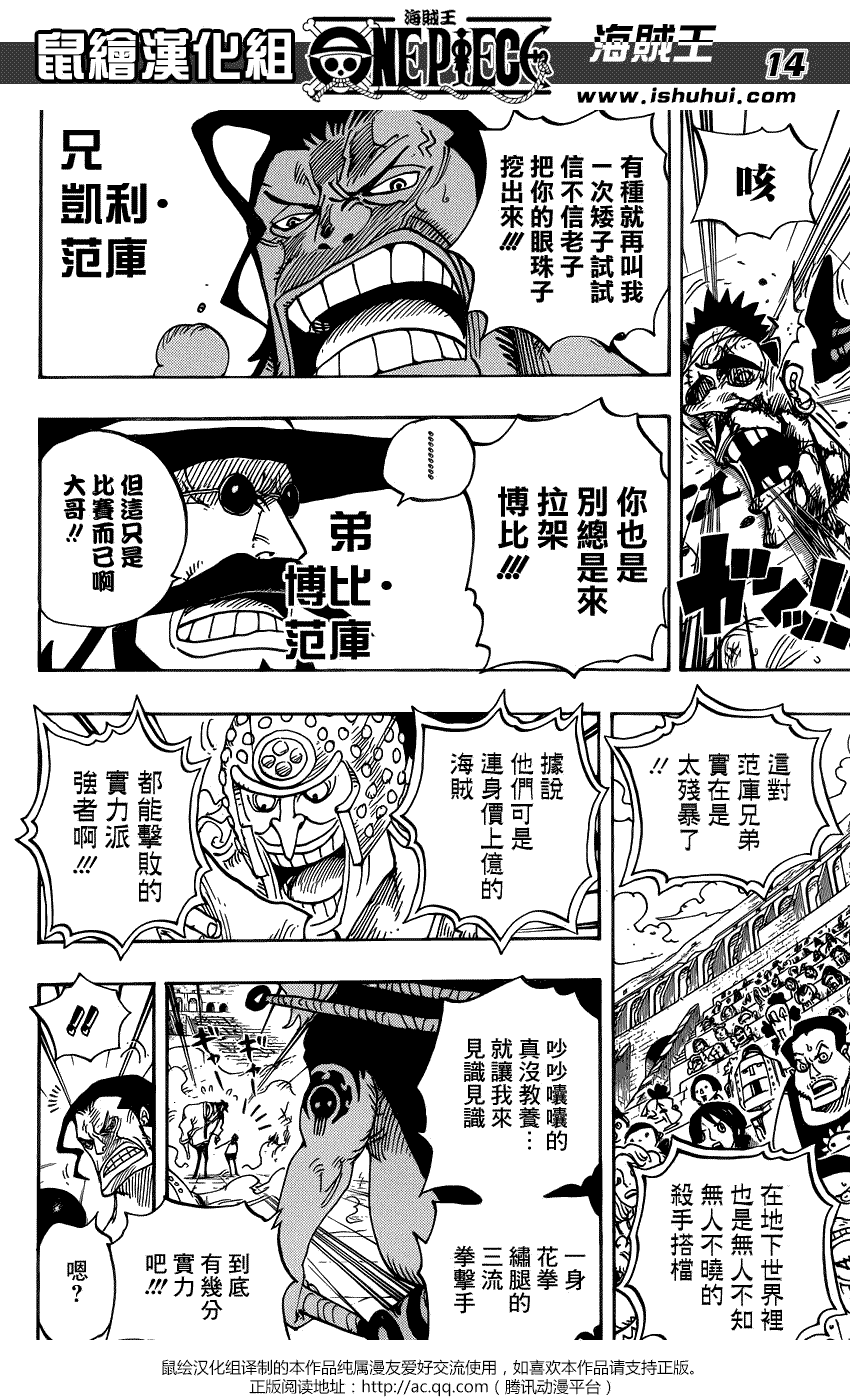 鼠繪漢化組
海賊王
ONE PIECE
海賊王
14
www.ishuhui.com
咳
有種就再叫我
一次矮子試試
信不信老子
把你的眼珠子
挖出來!!!
兄
凱利·
范庫
ガッ!!
你也是
別總是來
拉架
博比!!!
………
弟
博比·
范庫
但這只是
比賽而已啊
大哥!!
這對
范庫兄弟
實在是
太殘暴了
!!
據說
他們可是
連身價上億的
海賊
都能擊敗的
實力派
強者啊!!!
在地下世界裡
也是無人不知
無人不曉的
殺手搭檔
吵吵嚷嚷的
真沒教養…
就讓我來
見識見識
一身
花拳
繡腿的
三流
拳擊手
到底
有幾分
實力
吧!!!
ギャー
ギャー
!!
嗯?
鼠绘汉化组译制的本作品纯属漫友爱好交流使用，如喜欢本作品请支持正版。
正版阅读地址：http://ac.qq.com（腾讯动漫平台）